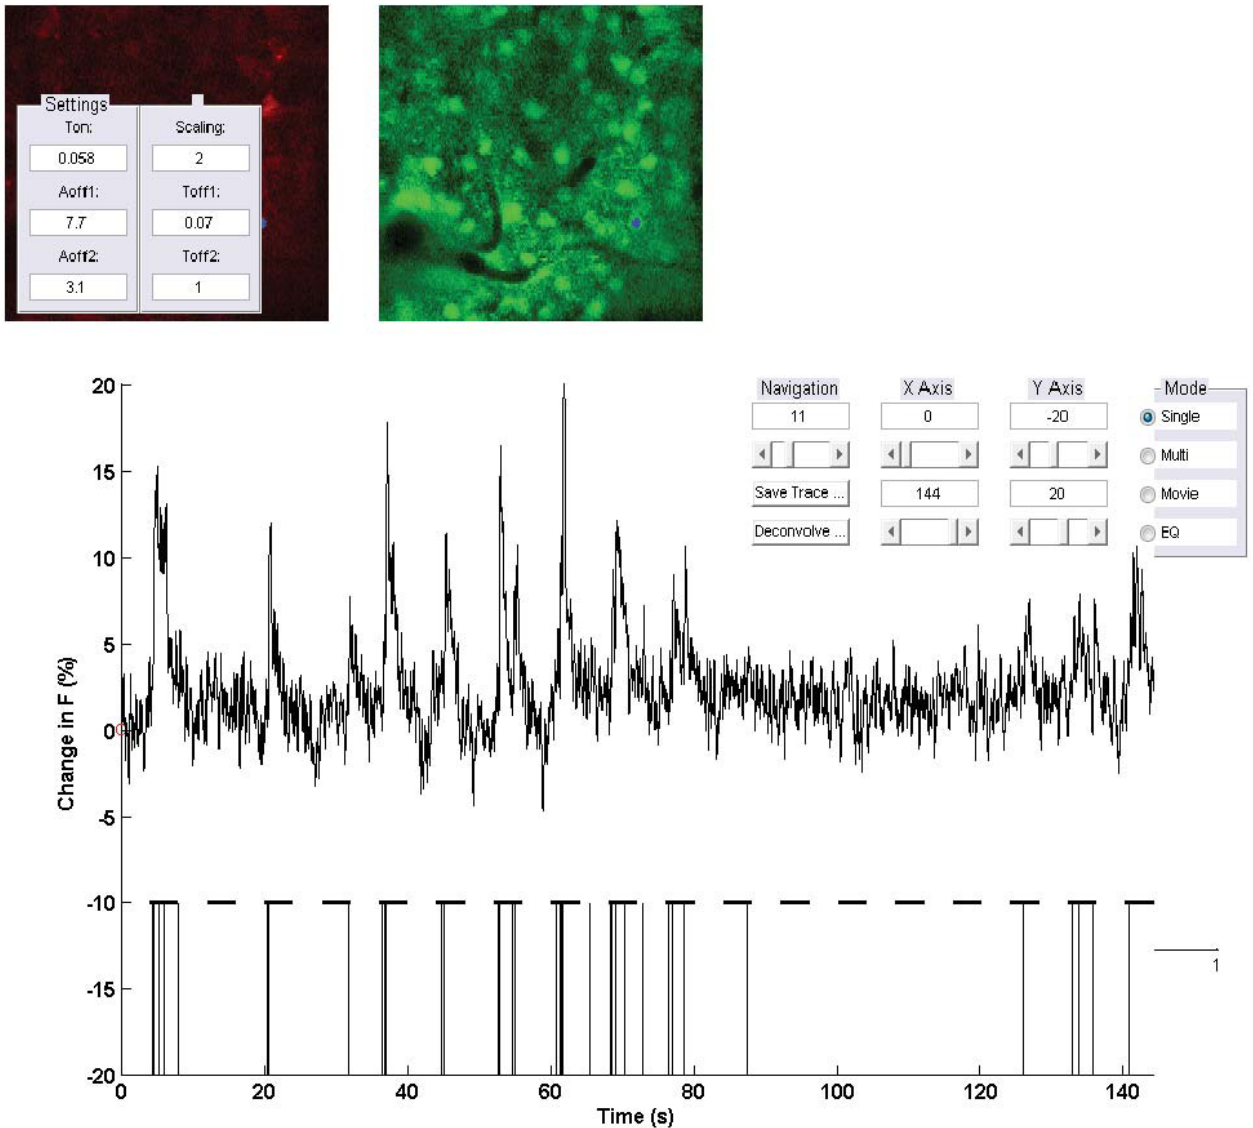 Settings
Ton:
Scaling:
0.058
2
Aoff1:
Toff1:
7.7
0.07
Aoff2:
Toff2:
3.1
1
Navigation
X Axis
Y Axis
Mode
11
0
-20
Single
Multi
Save Trace ...
144
20
Movie
Deconvolve ...
EQ
20
15
10
5
0
-5
-10
-15
-20
Change in F (%)
0
20
40
60
80
100
120
140
Time (s)
1